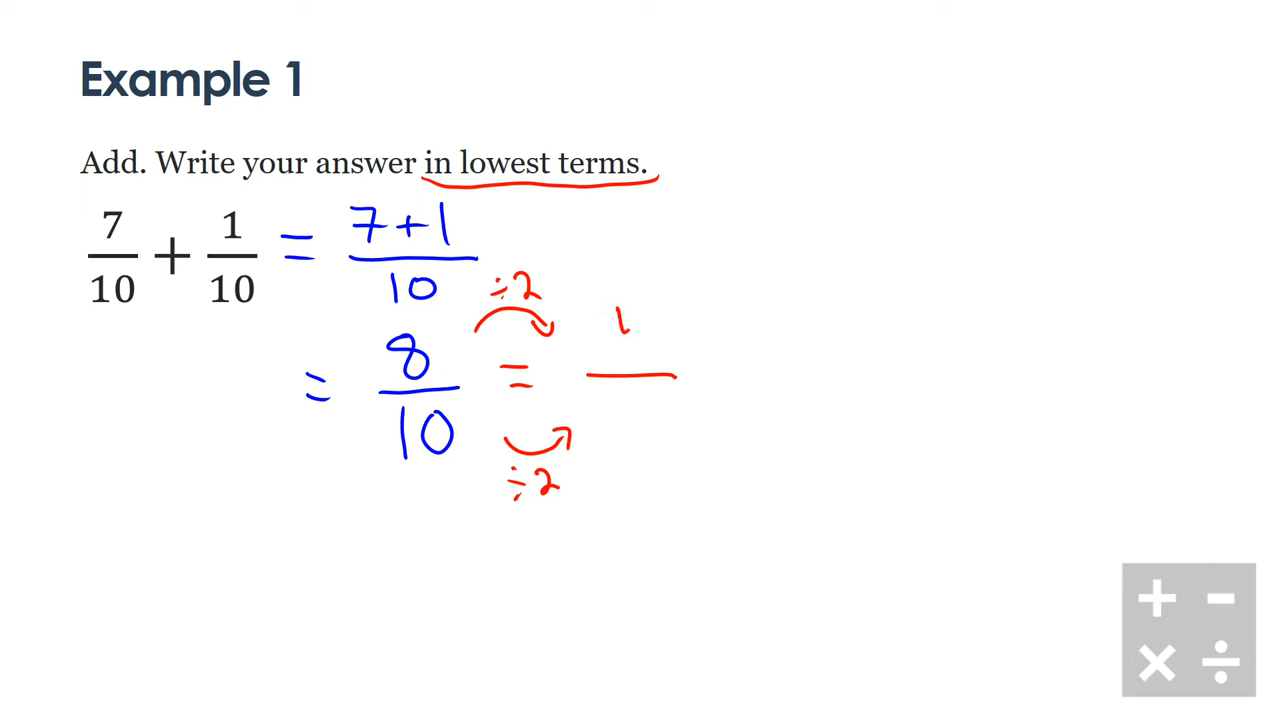 Example 1
Add. Write your answer in lowest terms.
7/10 + 1/10 = (7+1)/10
÷2
= 8/10 =
÷2
+ - × ÷